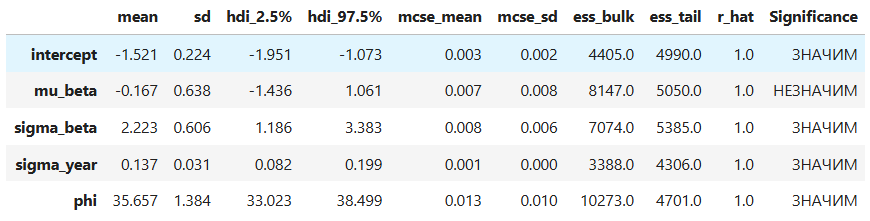 mean sd hdi_2.5% hdi_97.5% mcse_mean mcse_sd ess_bulk ess_tail r_hat Significance
intercept -1.521 0.224 -1.951 -1.073 0.003 0.002 4405.0 4990.0 1.0 ЗНАЧИМ
mu_beta -0.167 0.638 -1.436 1.061 0.007 0.008 8147.0 5050.0 1.0 НЕЗНАЧИМ
sigma_beta 2.223 0.606 1.186 3.383 0.008 0.006 7074.0 5385.0 1.0 ЗНАЧИМ
sigma_year 0.137 0.031 0.082 0.199 0.001 0.000 3388.0 4306.0 1.0 ЗНАЧИМ
phi 35.657 1.384 33.023 38.499 0.013 0.010 10273.0 4701.0 1.0 ЗНАЧИМ